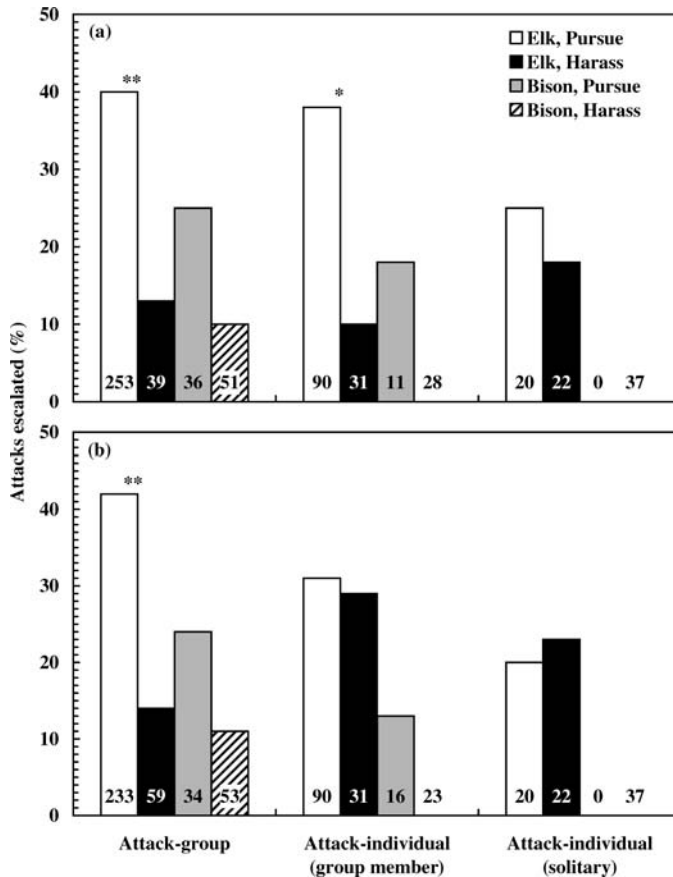 50
(a)
Elk, Pursue
Elk, Harass
Bison, Pursue
Bison, Harass
**
*
40
30
20
10
0
253 39 36 51 90 31 11 28 20 22 0 37
Attacks escalated (%)
50
(b)
**
40
30
20
10
0
233 59 34 53 90 31 16 23 20 22 0 37
Attack-group Attack-individual Attack-individual
(group member) (solitary)